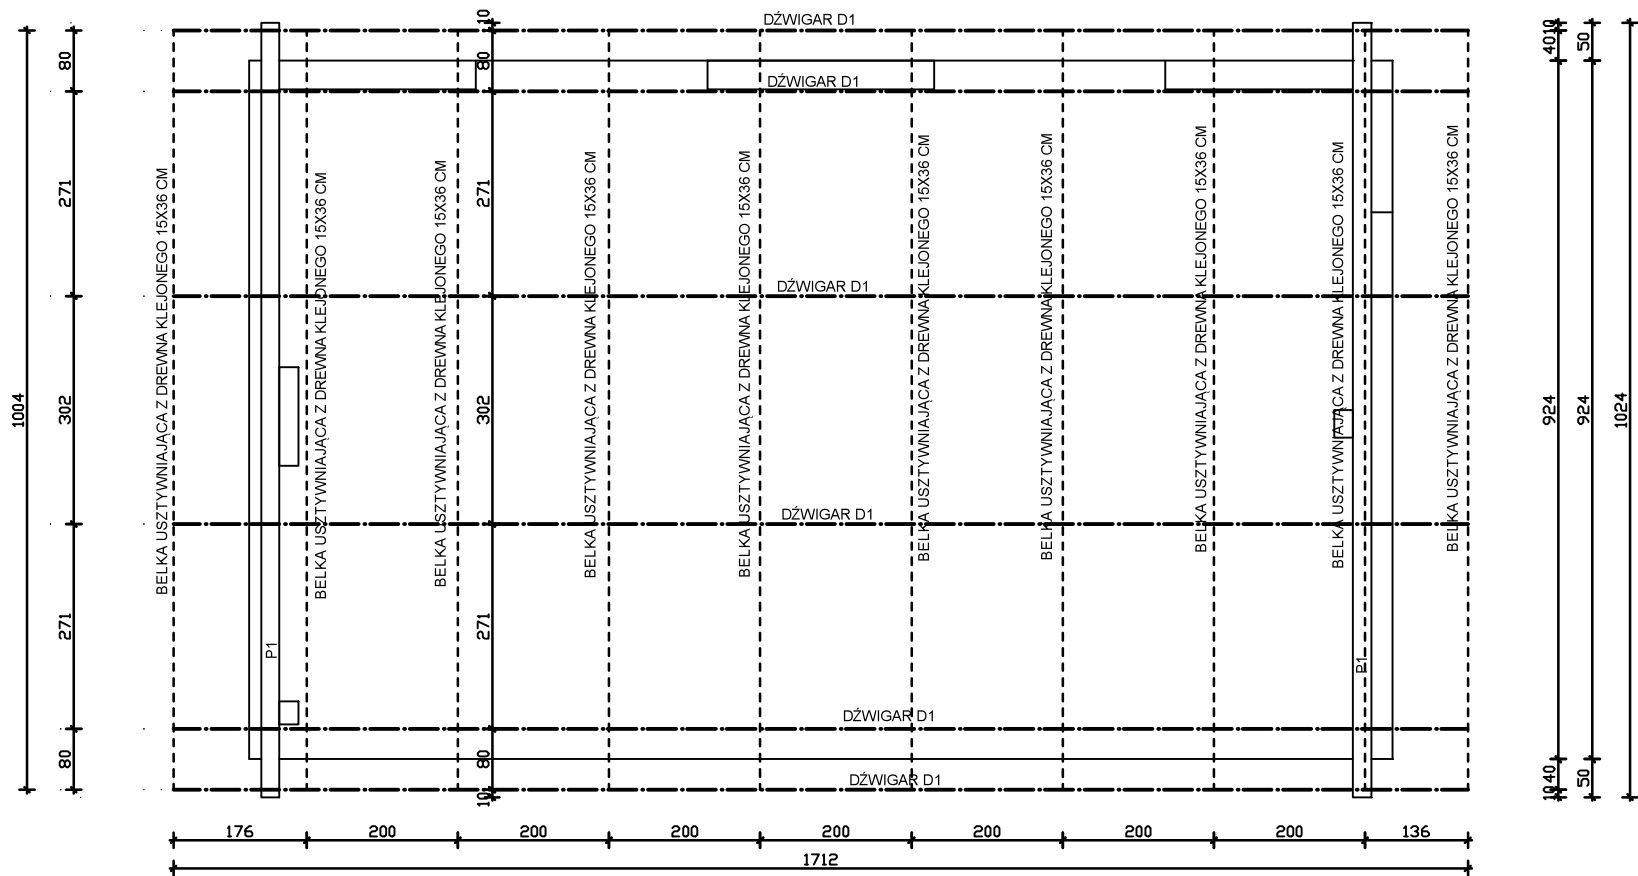 DŹWIGAR D1
DŹWIGAR D1
DŹWIGAR D1
DŹWIGAR D1
DŹWIGAR D1
DŹWIGAR D1
BELKA USZTYWNIAJĄCA Z DREWNA KLEJONEGO 15X36 CM
BELKA USZTYWNIAJĄCA Z DREWNA KLEJONEGO 15X36 CM
BELKA USZTYWNIAJĄCA Z DREWNA KLEJONEGO 15X36 CM
BELKA USZTYWNIAJĄCA Z DREWNA KLEJONEGO 15X36 CM
BELKA USZTYWNIAJĄCA Z DREWNA KLEJONEGO 15X36 CM
BELKA USZTYWNIAJĄCA Z DREWNA KLEJONEGO 15X36 CM
BELKA USZTYWNIAJĄCA Z DREWNA KLEJONEGO 15X36 CM
BELKA USZTYWNIAJĄCA Z DREWNA KLEJONEGO 15X36 CM
BELKA USZTYWNIAJĄCA Z DREWNA KLEJONEGO 15X36 CM
BELKA USZTYWNIAJĄCA Z DREWNA KLEJONEGO 15X36 CM
P1
P1
1004
80
271
302
271
80
10
80
271
302
271
80
10
10
40
924
40
10
50
924
50
1024
176 200 200 200 200 200 200 200 136
1712